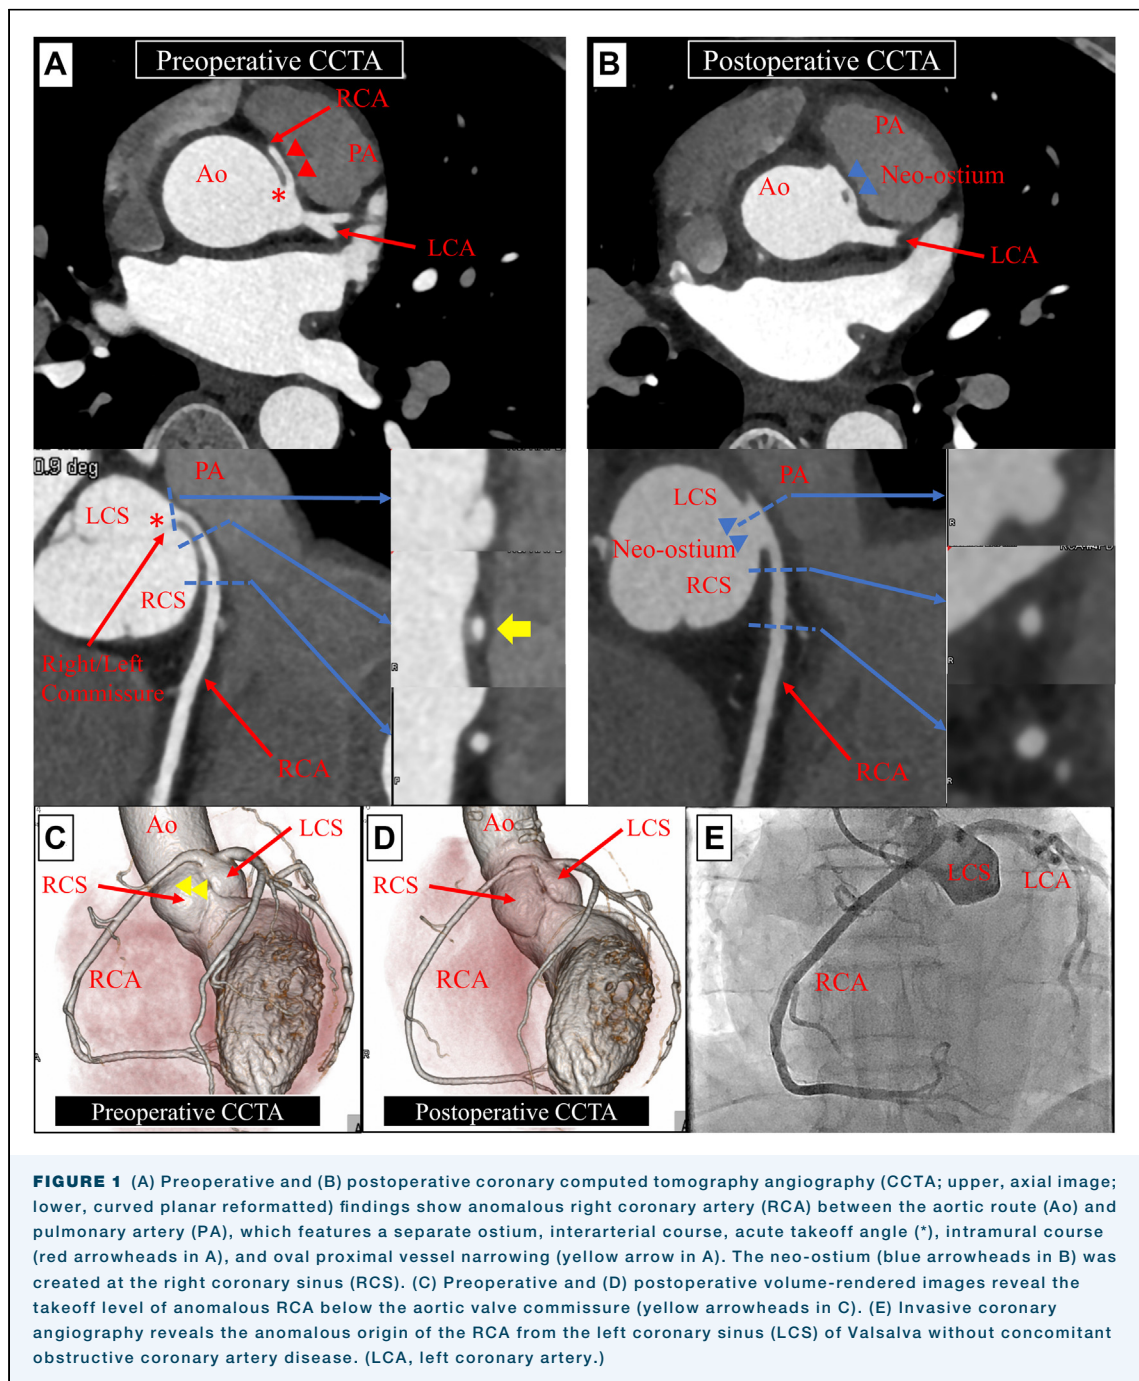 A
Preoperative CCTA
RCA
PA
Ao
*
LCA
B
Postoperative CCTA
PA
Ao
Neo-ostium
LCA
0.9 deg
PA
LCS
*
RCS
Right/Left
Commissure
RCA
R
PA
LCS
Neo-ostium
RCS
RCA
R
R
R
C
Ao
LCS
RCS
RCA
Preoperative CCTA
D
Ao
LCS
RCS
RCA
Postoperative CCTA
E
LCS
LCA
RCA
FIGURE 1 (A) Preoperative and (B) postoperative coronary computed tomography angiography (CCTA; upper, axial image;
lower, curved planar reformatted) findings show anomalous right coronary artery (RCA) between the aortic route (Ao) and
pulmonary artery (PA), which features a separate ostium, interarterial course, acute takeoff angle (*), intramural course
(red arrowheads in A), and oval proximal vessel narrowing (yellow arrow in A). The neo-ostium (blue arrowheads in B) was
created at the right coronary sinus (RCS). (C) Preoperative and (D) postoperative volume-rendered images reveal the
takeoff level of anomalous RCA below the aortic valve commissure (yellow arrowheads in C). (E) Invasive coronary
angiography reveals the anomalous origin of the RCA from the left coronary sinus (LCS) of Valsalva without concomitant
obstructive coronary artery disease. (LCA, left coronary artery.)